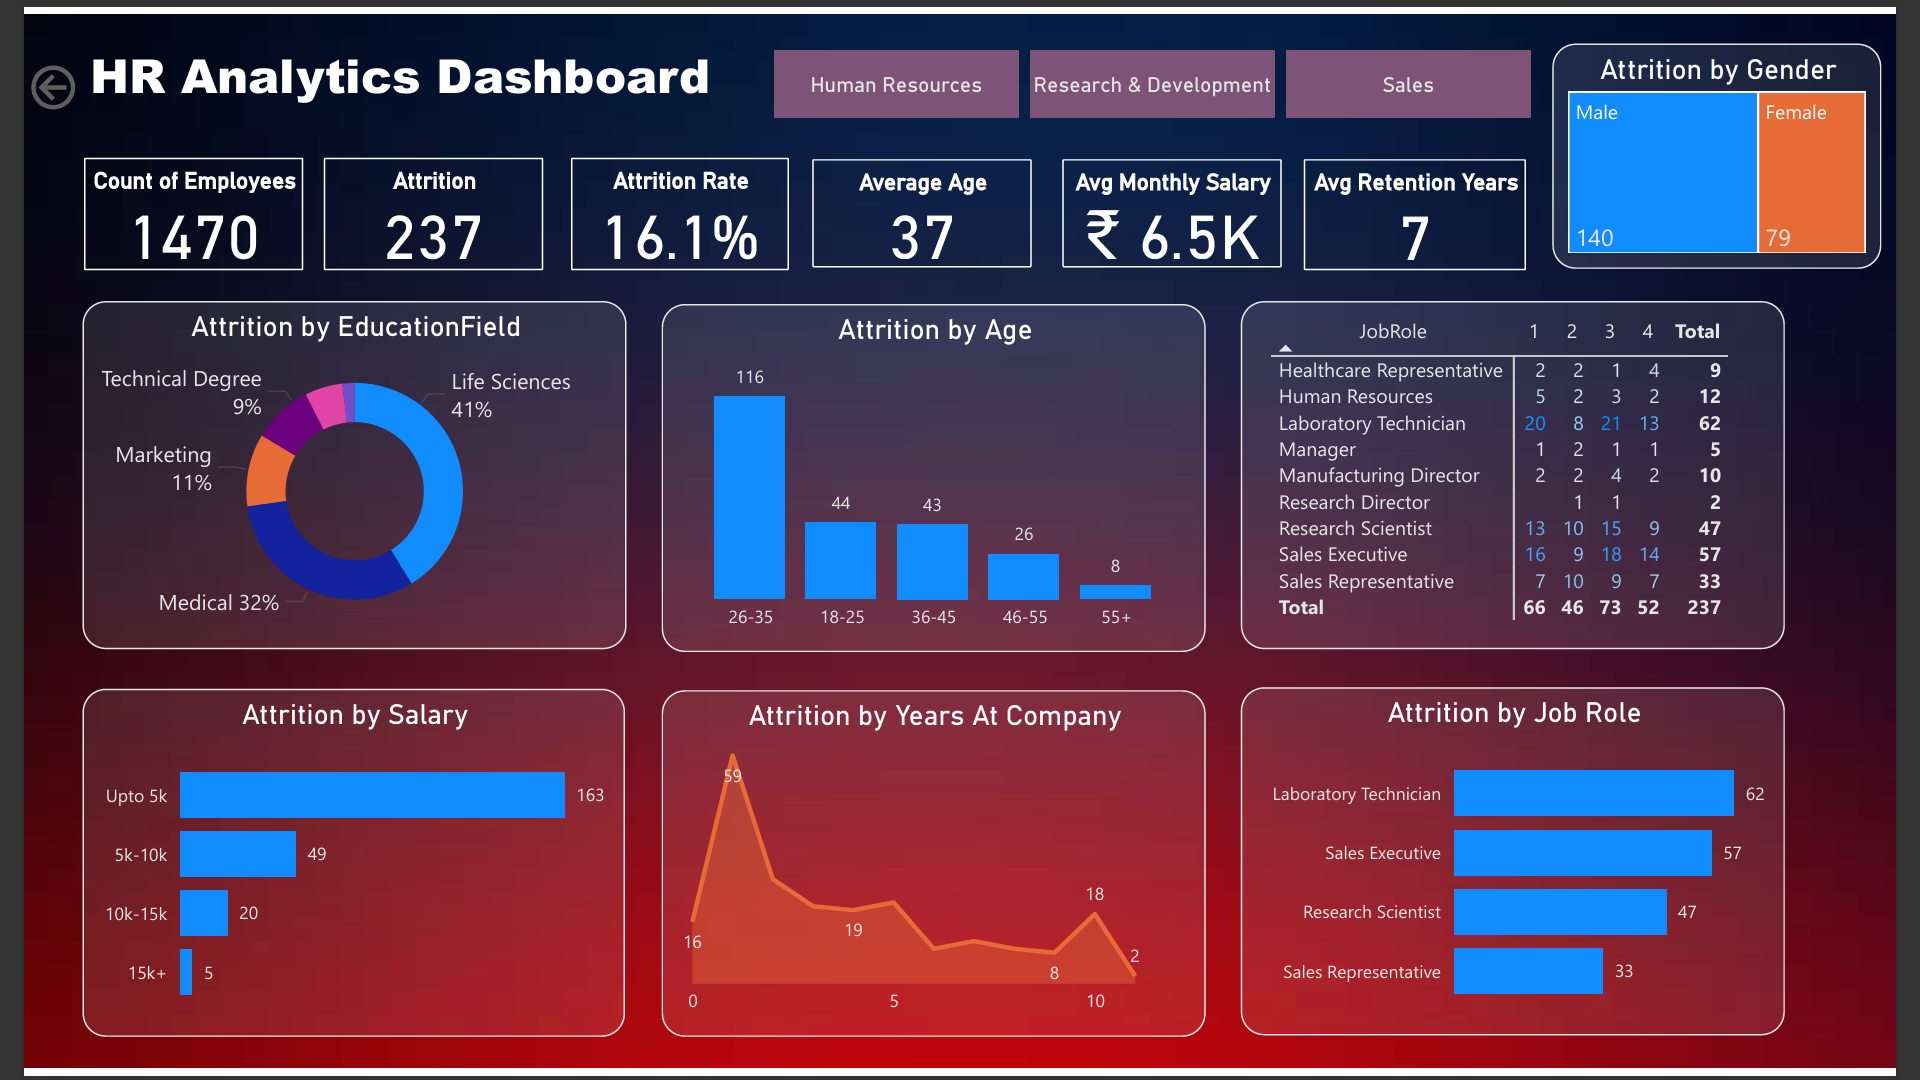 HR Analytics Dashboard
Human Resources
Research & Development
Sales
Attrition by Gender
Male
Female
140
79
Count of Employees
1470
Attrition
237
Attrition Rate
16.1%
Average Age
37
Avg Monthly Salary
₹ 6.5K
Avg Retention Years
7
Attrition by EducationField
Technical Degree
9%
Life Sciences
41%
Marketing
11%
Medical 32%
Attrition by Age
116
44
43
26
8
26-35
18-25
36-45
46-55
55+
JobRole 1 2 3 4 Total
Healthcare Representative 2 2 1 4 9
Human Resources 5 2 3 2 12
Laboratory Technician 20 8 21 13 62
Manager 1 2 1 1 5
Manufacturing Director 2 2 4 2 10
Research Director 1 1 2
Research Scientist 13 10 15 9 47
Sales Executive 16 9 18 14 57
Sales Representative 7 10 9 7 33
Total 66 46 73 52 237
Attrition by Salary
Upto 5k 163
5k-10k 49
10k-15k 20
15k+ 5
Attrition by Years At Company
59
16
19
8
18
2
0
5
10
Attrition by Job Role
Laboratory Technician 62
Sales Executive 57
Research Scientist 47
Sales Representative 33